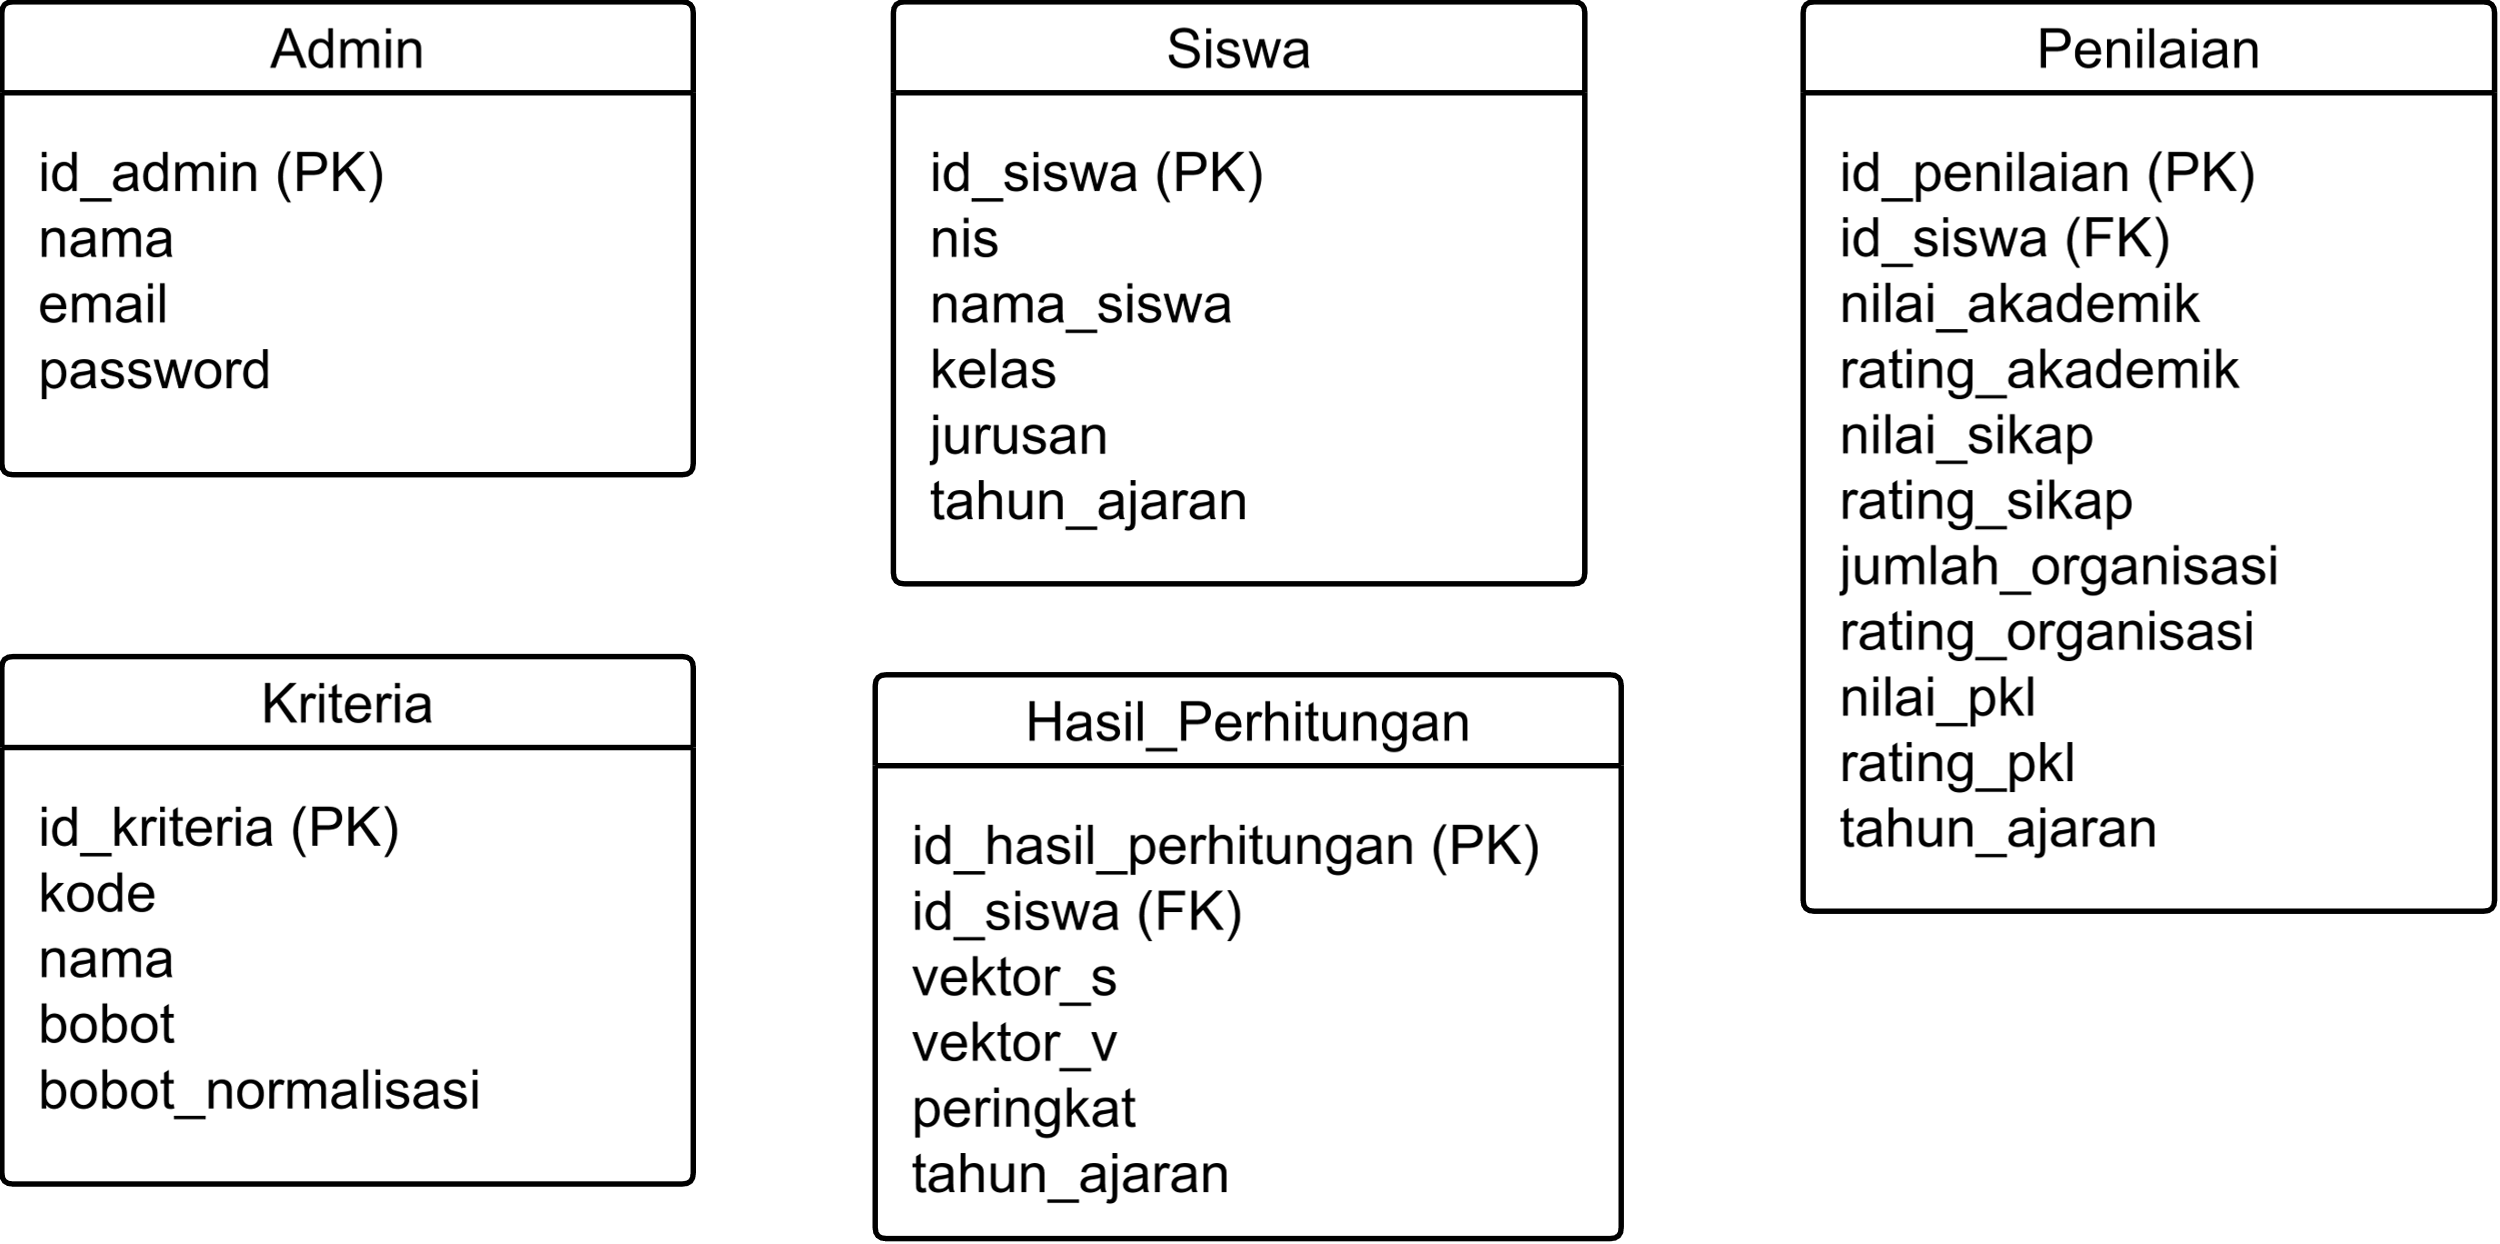 Admin
id_admin (PK)
nama
email
password
Siswa
id_siswa (PK)
nis
nama_siswa
kelas
jurusan
tahun_ajaran
Penilaian
id_penilaian (PK)
id_siswa (FK)
nilai_akademik
rating_akademik
nilai_sikap
rating_sikap
jumlah_organisasi
rating_organisasi
nilai_pkl
rating_pkl
tahun_ajaran
Kriteria
id_kriteria (PK)
kode
nama
bobot
bobot_normalisasi
Hasil_Perhitungan
id_hasil_perhitungan (PK)
id_siswa (FK)
vektor_s
vektor_v
peringkat
tahun_ajaran